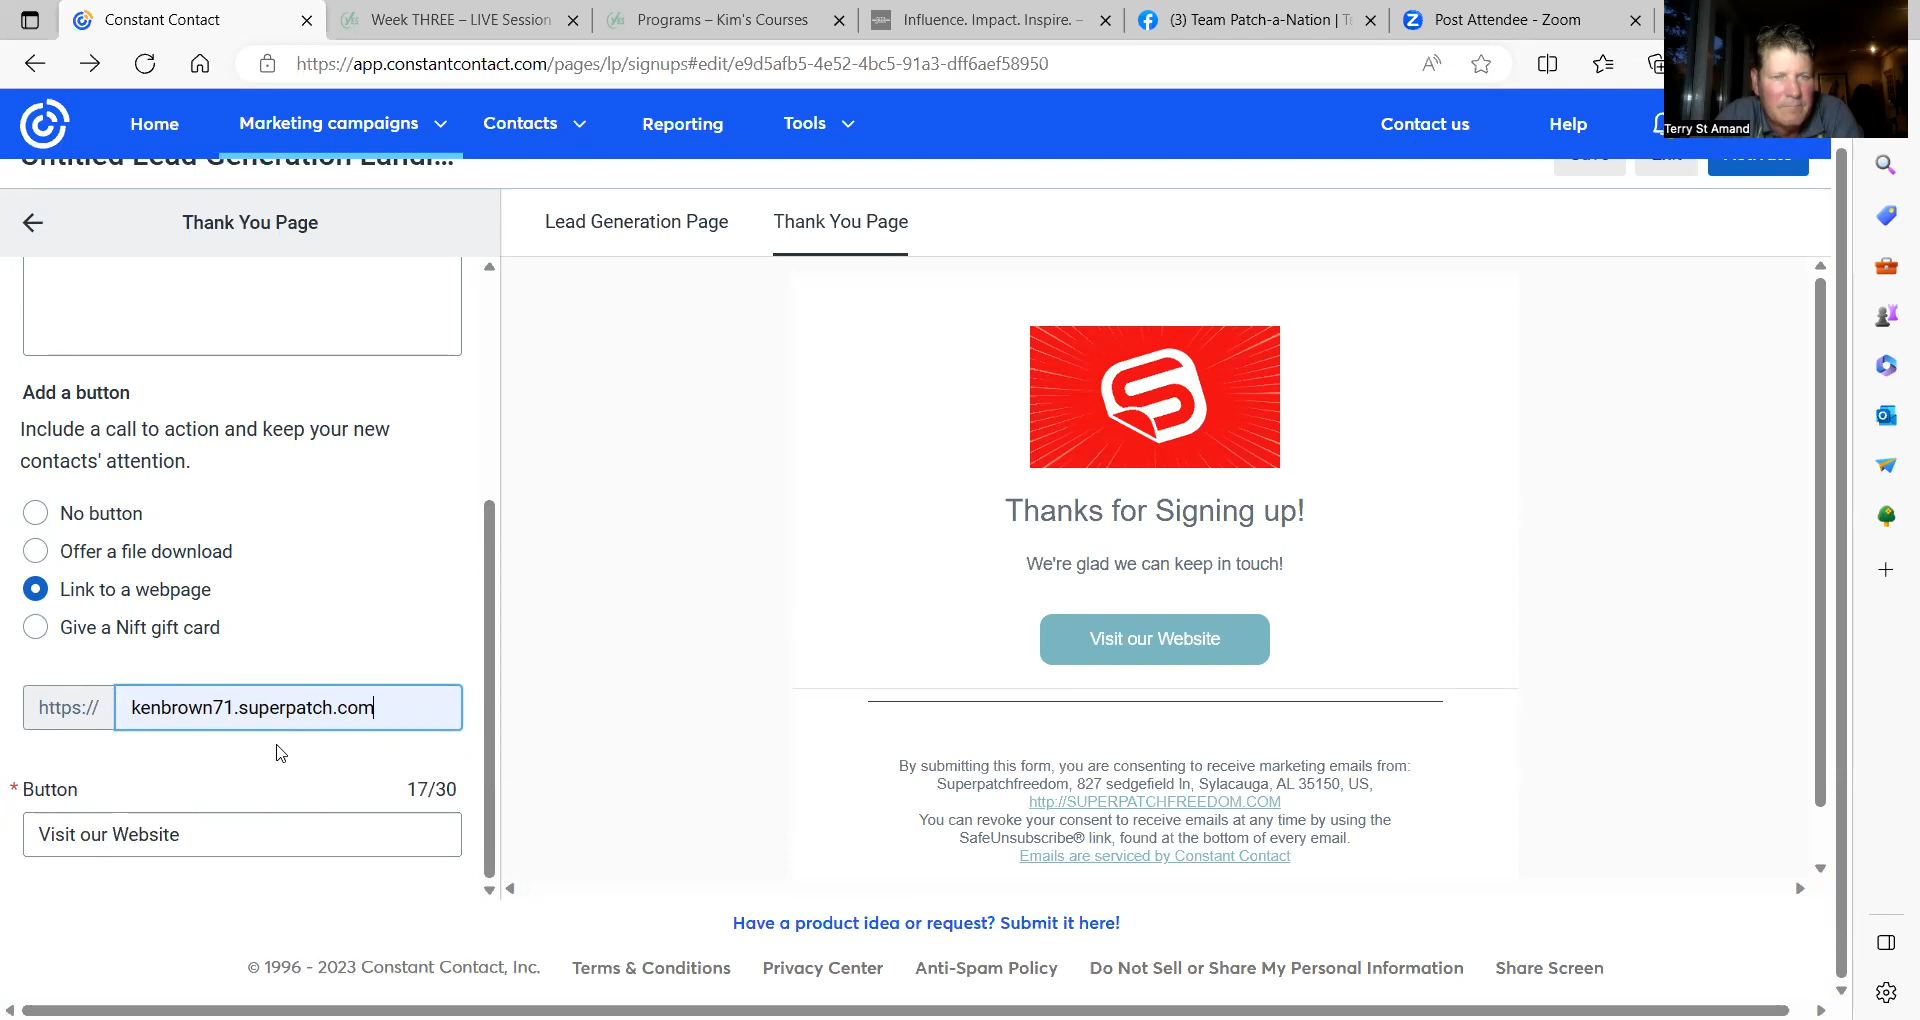 Constant Contact
Week THREE – LIVE Session
Programs – Kim's Courses
Influence. Impact. Inspire. –
(3) Team Patch-a-Nation | Te
Post Attendee - Zoom
https://app.constantcontact.com/pages/lp/signups#edit/e9d5afb5-4e52-4bc5-91a3-dff6aef58950
Home
Marketing campaigns
Contacts
Reporting
Tools
Contact us
Help
Terry St Amand
Untitled Lead Generation Landi...
Thank You Page
Lead Generation Page
Thank You Page
Add a button
Include a call to action and keep your new
contacts' attention.
No button
Offer a file download
Link to a webpage
Give a Nift gift card
https://
kenbrown71.superpatch.com
* Button
17/30
Visit our Website
Thanks for Signing up!
We're glad we can keep in touch!
Visit our Website
By submitting this form, you are consenting to receive marketing emails from:
Superpatchfreedom, 827 sedgefield ln, Sylacauga, AL 35150, US,
http://SUPERPATCHFREEDOM.COM
You can revoke your consent to receive emails at any time by using the
SafeUnsubscribe® link, found at the bottom of every email.
Emails are serviced by Constant Contact
Have a product idea or request? Submit it here!
© 1996 - 2023 Constant Contact, Inc.
Terms & Conditions
Privacy Center
Anti-Spam Policy
Do Not Sell or Share My Personal Information
Share Screen